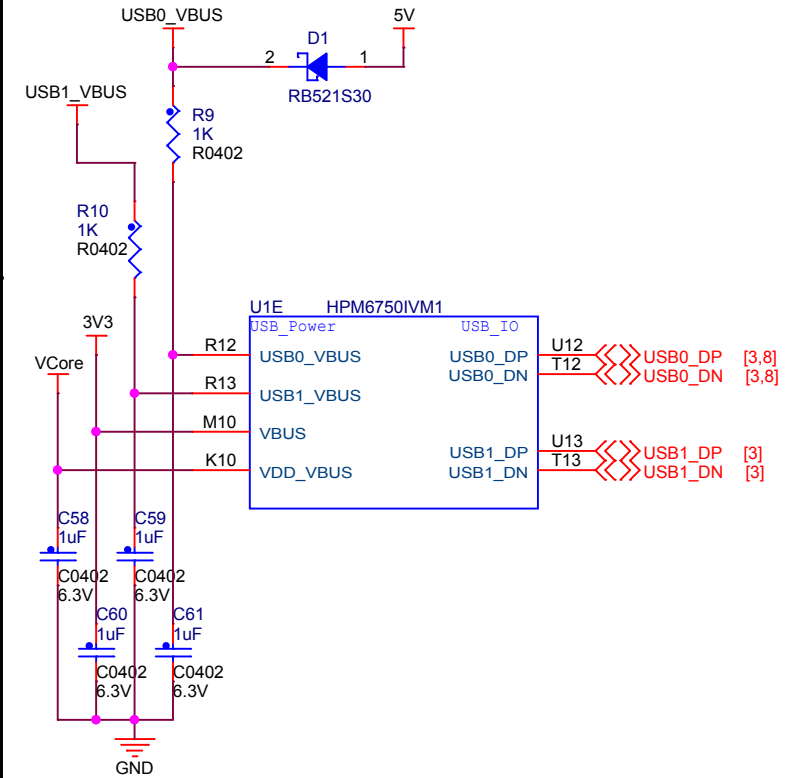 USB0_VBUS
5V
D1
2
1
RB521S30
USB1_VBUS
R9
1K
R0402
R10
1K
R0402
3V3
VCore
U1E HPM6750IVM1
USB_Power USB_IO
R12 USB0_VBUS USB0_DP U12 USB0_DP [3,8]
USB0_DN T12 USB0_DN [3,8]
R13 USB1_VBUS
M10 VBUS
USB1_DP U13 USB1_DP [3]
K10 VDD_VBUS USB1_DN T13 USB1_DN [3]
C58
1uF
C0402
6.3V
C59
1uF
C0402
6.3V
C60
1uF
C0402
6.3V
C61
1uF
C0402
6.3V
GND